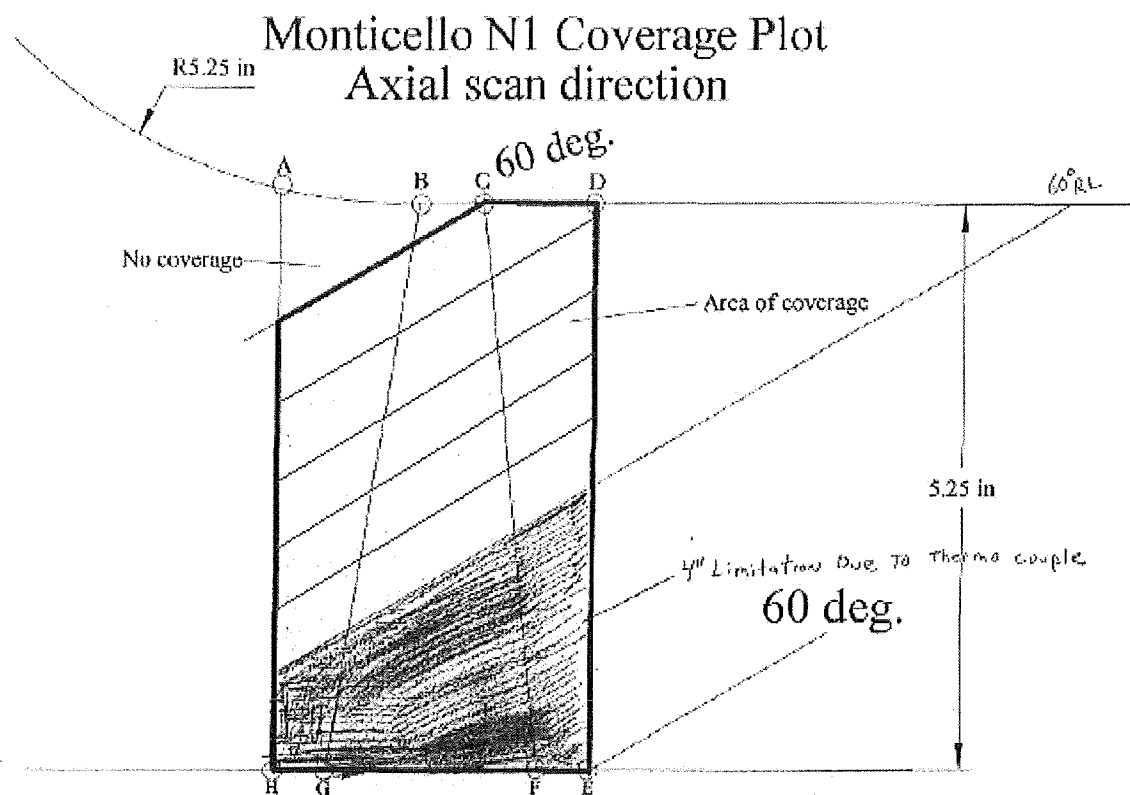 Monticello N1 Coverage Plot
Axial scan direction
R5.25 in
60 deg.
A
B
C
D
60° RL
No coverage
Area of coverage
5.25 in
4" Limitation Due To Thermo couple
60 deg.
H
G
F
E